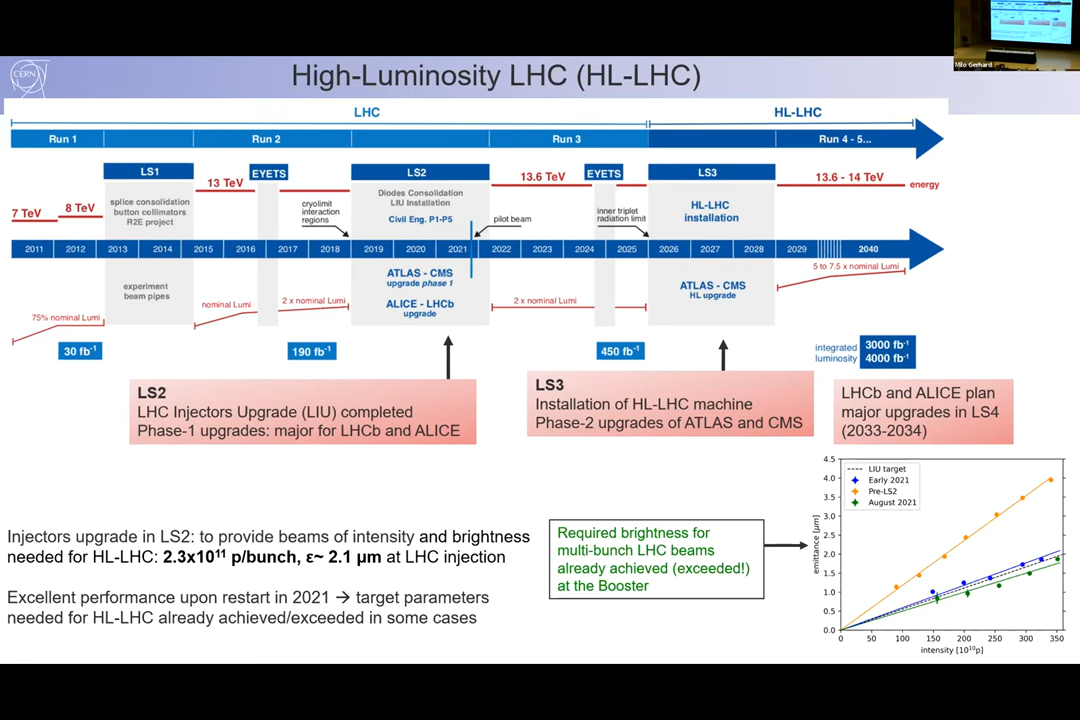 Milo Gerhard
CERN
High-Luminosity LHC (HL-LHC)
LHC
HL-LHC
Run 1
Run 2
Run 3
Run 4 - 5...
LS1
EYETS
LS2
EYETS
LS3
13 TeV
13.6 TeV
13.6 - 14 TeV
energy
7 TeV
8 TeV
splice consolidation
button collimators
R2E project
cryolimit
interaction
regions
Diodes Consolidation
LIU Installation
Civil Eng. P1-P5
pilot beam
inner triplet
radiation limit
HL-LHC
installation
2011
2012
2013
2014
2015
2016
2017
2018
2019
2020
2021
2022
2023
2024
2025
2026
2027
2028
2029
2040
5 to 7.5 x nominal Lumi
experiment
beam pipes
ATLAS - CMS
upgrade phase 1
ALICE - LHCb
upgrade
ATLAS - CMS
HL upgrade
75% nominal Lumi
nominal Lumi
2 x nominal Lumi
2 x nominal Lumi
30 fb⁻¹
190 fb⁻¹
450 fb⁻¹
integrated
luminosity
3000 fb⁻¹
4000 fb⁻¹
LS2
LHC Injectors Upgrade (LIU) completed
Phase-1 upgrades: major for LHCb and ALICE
LS3
Installation of HL-LHC machine
Phase-2 upgrades of ATLAS and CMS
LHCb and ALICE plan
major upgrades in LS4
(2033-2034)
Injectors upgrade in LS2: to provide beams of intensity and brightness
needed for HL-LHC: 2.3x10¹¹ p/bunch, ε~ 2.1 µm at LHC injection
Excellent performance upon restart in 2021 → target parameters
needed for HL-LHC already achieved/exceeded in some cases
Required brightness for
multi-bunch LHC beams
already achieved (exceeded!)
at the Booster
LIU target
Early 2021
Pre-LS2
August 2021
emittance [µm]
4.5
4.0
3.5
3.0
2.5
2.0
1.5
1.0
0.5
0.0
0
50
100
150
200
250
300
350
intensity [10¹⁰p]